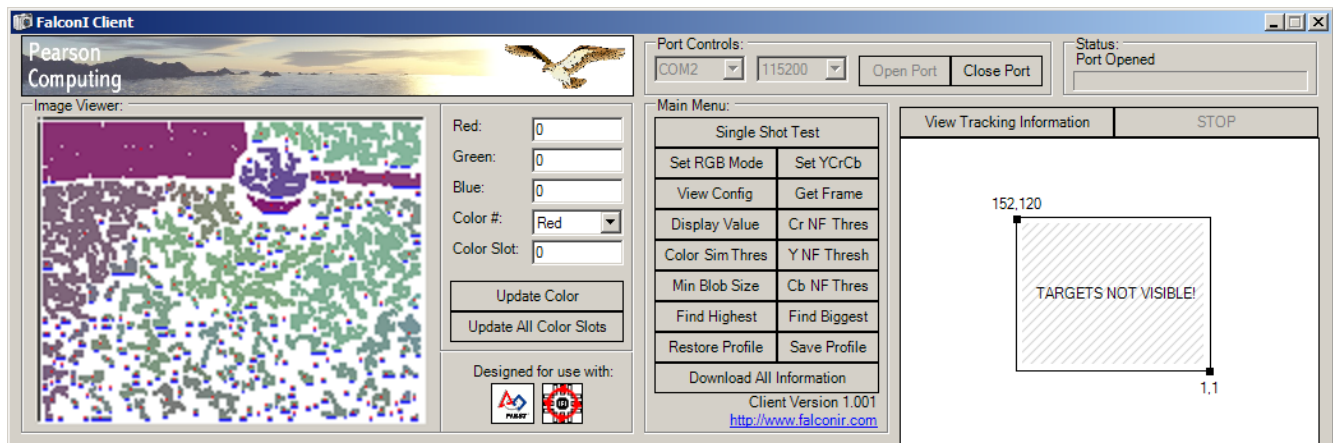 FalconI Client
Pearson
Computing
Port Controls:
COM2
115200
Open Port
Close Port
Status:
Port Opened
Image Viewer:
Red:
0
Green:
0
Blue:
0
Color #:
Red
Color Slot:
0
Update Color
Update All Color Slots
Designed for use with:
FIRST
Main Menu:
Single Shot Test
Set RGB Mode
Set YCrCb
View Config
Get Frame
Display Value
Cr NF Thres
Color Sim Thres
Y NF Thresh
Min Blob Size
Cb NF Thres
Find Highest
Find Biggest
Restore Profile
Save Profile
Download All Information
Client Version 1.001
http://www.falconir.com
View Tracking Information
STOP
152,120
TARGETS NOT VISIBLE!
1,1